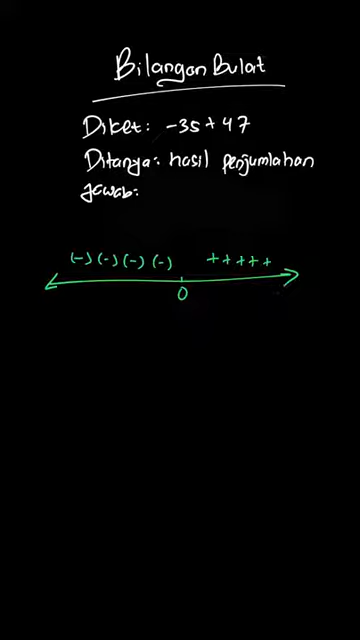 Bilangan Bulat
Diket: -35 + 47
Ditanya: hasil penjumlahan
jawab:
(-) (-) (-) (-) + + + + +
0